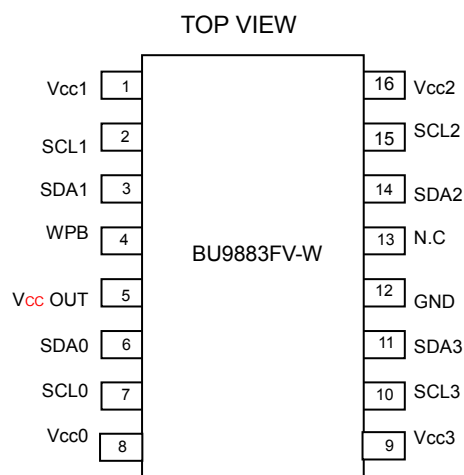 TOP VIEW
Vcc1 1 16 Vcc2
SCL1 2 15 SCL2
SDA1 3 14 SDA2
WPB 4 13 N.C
BU9883FV-W
Vcc OUT 5 12 GND
SDA0 6 11 SDA3
SCL0 7 10 SCL3
Vcc0 8 9 Vcc3